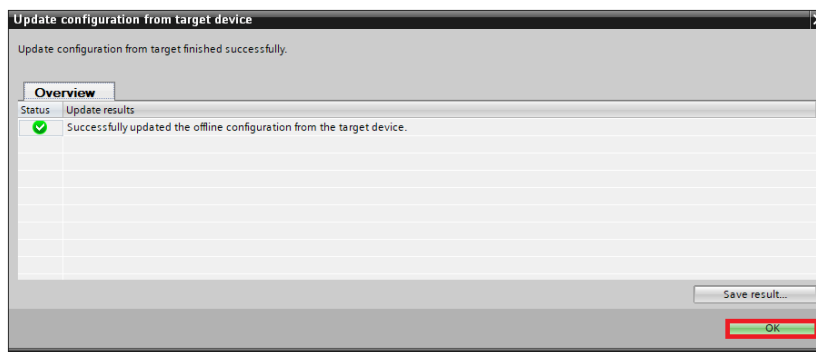 Update configuration from target device
Update configuration from target finished successfully.
Overview
Status Update results
Successfully updated the offline configuration from the target device.
Save result...
OK